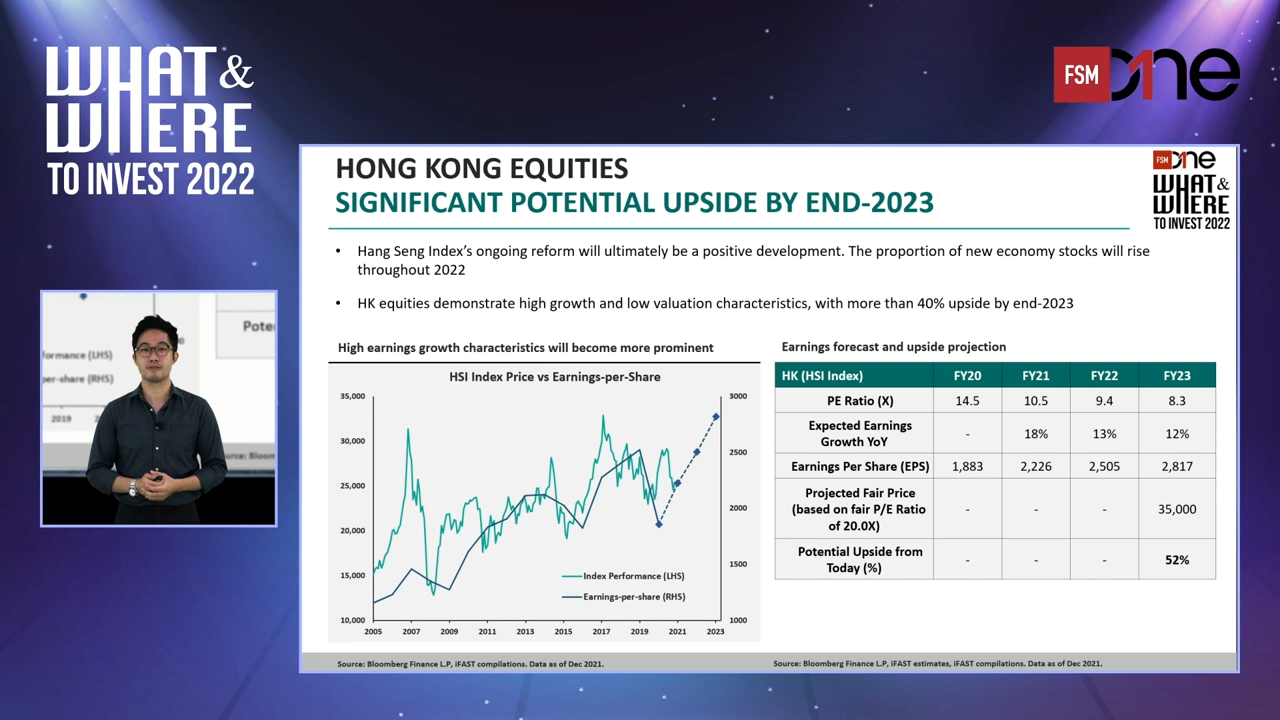 WHAT &
WHERE
TO INVEST 2022
FSM One
HONG KONG EQUITIES
SIGNIFICANT POTENTIAL UPSIDE BY END-2023
FSM One
WHAT &
WHERE
TO INVEST 2022
• Hang Seng Index's ongoing reform will ultimately be a positive development. The proportion of new economy stocks will rise
throughout 2022
• HK equities demonstrate high growth and low valuation characteristics, with more than 40% upside by end-2023
High earnings growth characteristics will become more prominent
HSI Index Price vs Earnings-per-Share
35,000 3000
30,000 2500
25,000 2000
20,000 1500
15,000 1000
10,000
Index Performance (LHS)
Earnings-per-share (RHS)
2005 2007 2009 2011 2013 2015 2017 2019 2021 2023
Source: Bloomberg Finance L.P, iFAST compilations. Data as of Dec 2021.
Earnings forecast and upside projection
HK (HSI Index) FY20 FY21 FY22 FY23
PE Ratio (X) 14.5 10.5 9.4 8.3
Expected Earnings
Growth YoY - 18% 13% 12%
Earnings Per Share (EPS) 1,883 2,226 2,505 2,817
Projected Fair Price
(based on fair P/E Ratio - - - 35,000
of 20.0X)
Potential Upside from
Today (%) - - - 52%
Source: Bloomberg Finance L.P, iFAST estimates, iFAST compilations. Data as of Dec 2021.
Poter
formance (LHS)
er-share (RHS)
2019
urce: Bloom